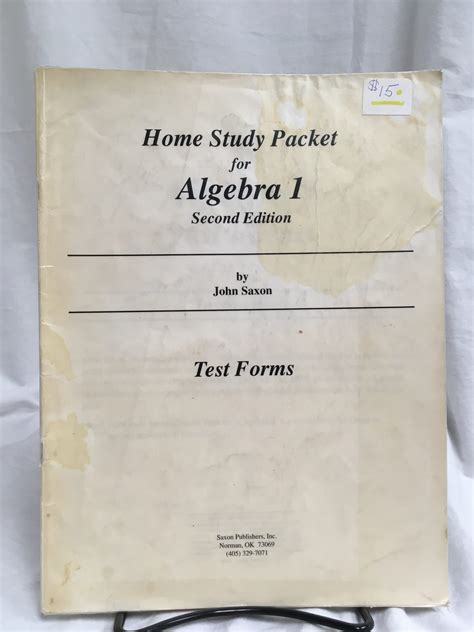 $15.
Home Study Packet
for
Algebra 1
Second Edition
by
John Saxon
Test Forms
Saxon Publishers, Inc.
Norman, OK 73069
(405) 329-7071